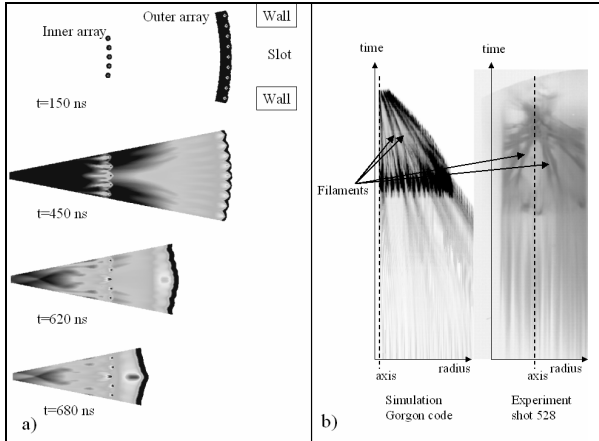 Inner array
Outer array
Wall
Slot
Wall
t=150 ns
t=450 ns
t=620 ns
t=680 ns
a)
time
time
Filaments
radius
radius
axis
axis
Simulation
Gorgon code
Experiment
shot 528
b)